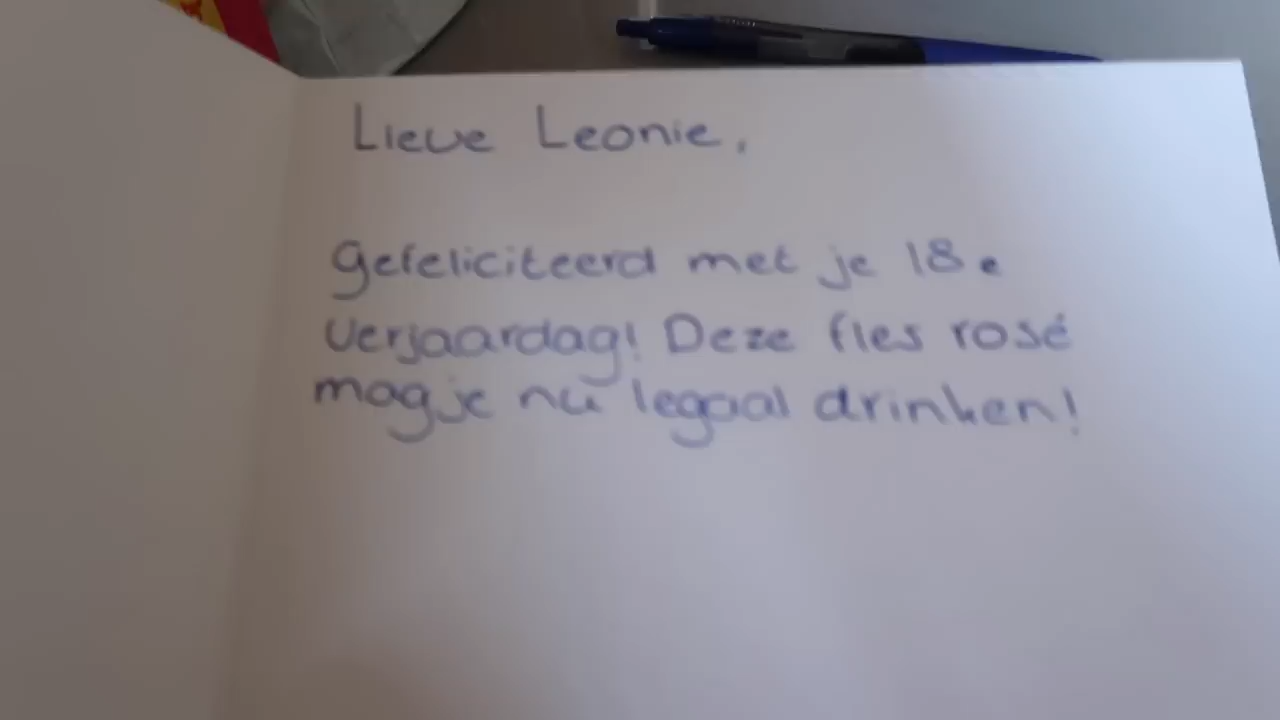 Lieve Leonie,
gefeliciteerd met je 18e
verjaardag! Deze fles rosé
mag je nu legaal drinken!